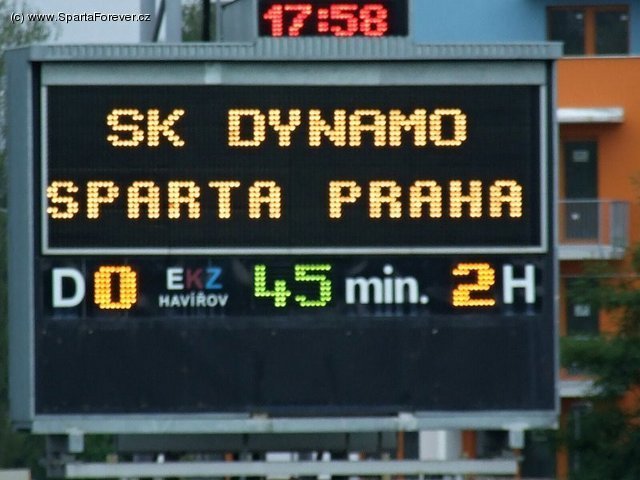 (c) www.SpartaForever.cz
17:58
SK DYNAMO
SPARTA PRAHA
D 0 EKZ HAVÍŘOV 45 min. 2 H